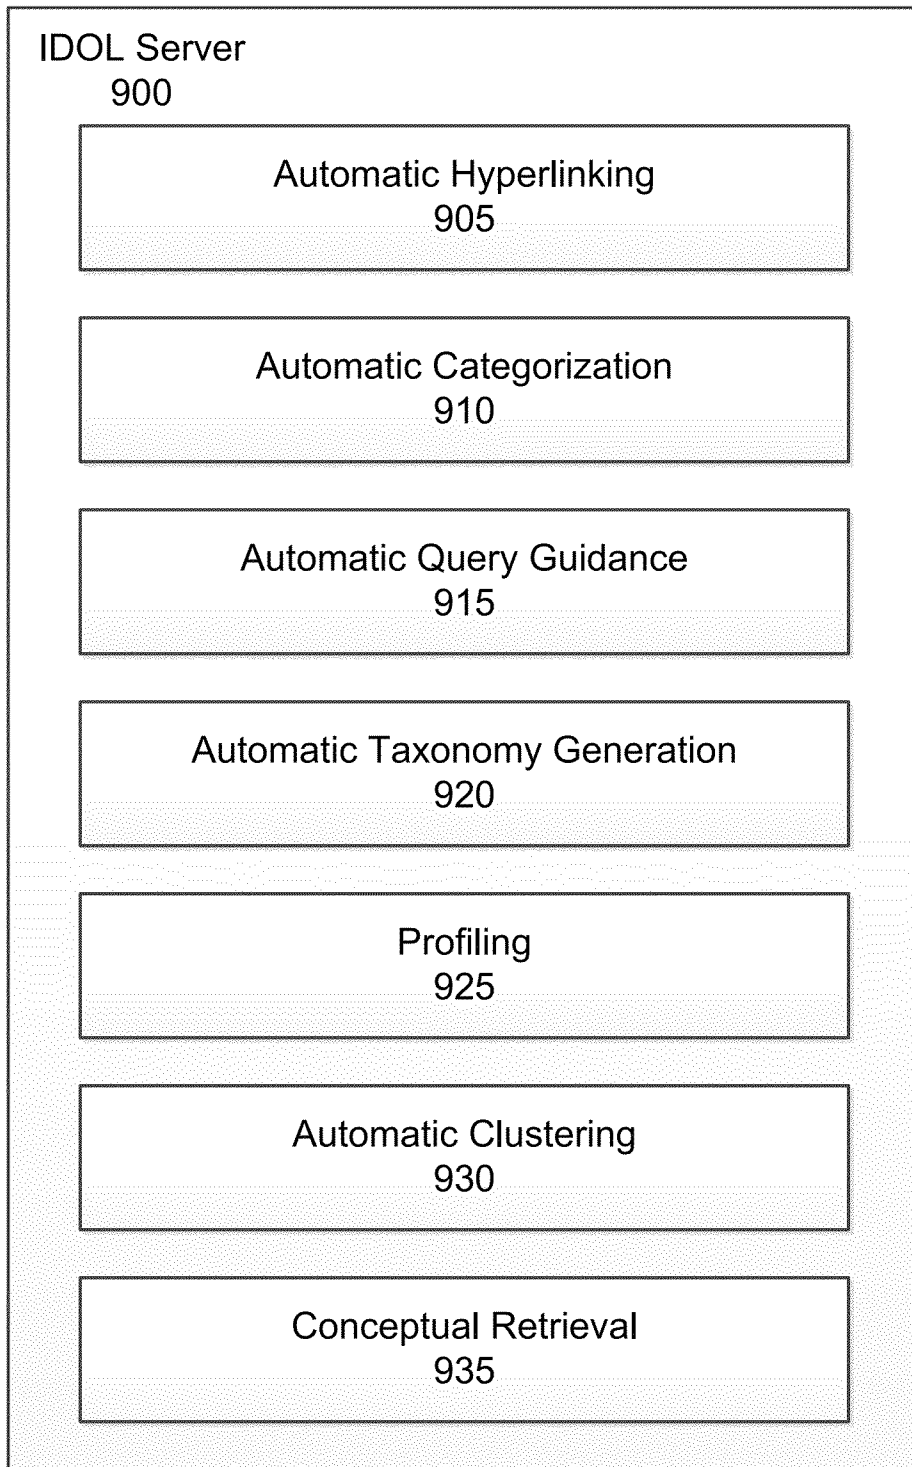 IDOL Server
900
Automatic Hyperlinking
905
Automatic Categorization
910
Automatic Query Guidance
915
Automatic Taxonomy Generation
920
Profiling
925
Automatic Clustering
930
Conceptual Retrieval
935